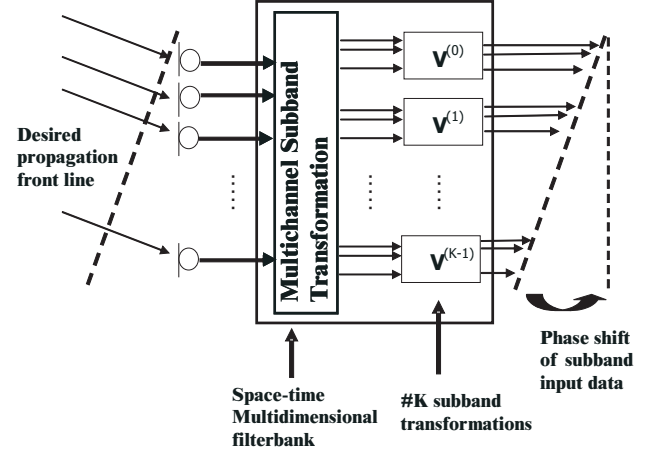 Desired
propagation
front line
Multichannel Subband
Transformation
V(0)
V(1)
V(K-1)
Space-time
Multidimensional
filterbank
#K subband
transformations
Phase shift
of subband
input data